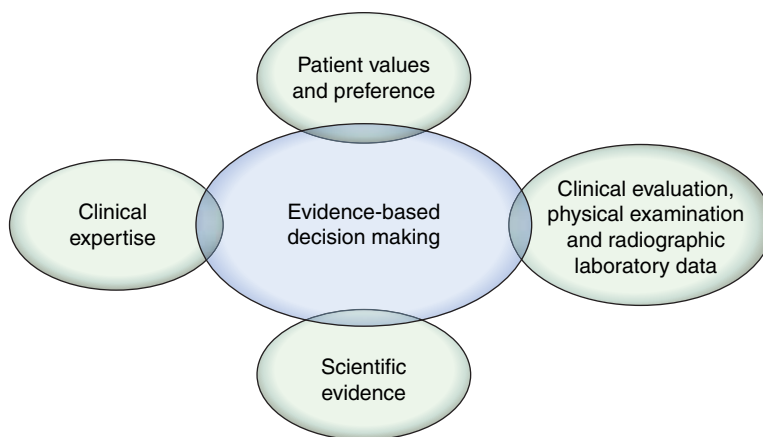 Patient values
and preference
Clinical
expertise
Evidence-based
decision making
Clinical evaluation,
physical examination
and radiographic
laboratory data
Scientific
evidence